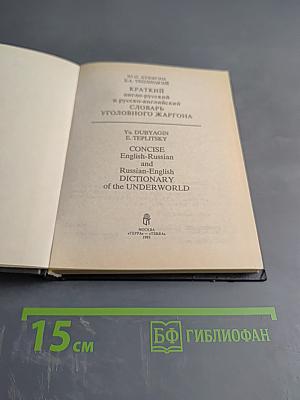 Ю.П. ДУБЯГИН
Е.А. ТЕПЛИЦКИЙ
КРАТКИЙ
англо-русский
и русско-английский
СЛОВАРЬ
УГОЛОВНОГО ЖАРГОНА
Yu. DUBYAGIN
E. TEPLITSKY
CONCISE
English-Russian
and
Russian-English
DICTIONARY
of the UNDERWORLD
МОСКВА
«ТЕРРА» — «TERRA»
1993
15 см
БФ ГИБЛИОФАН